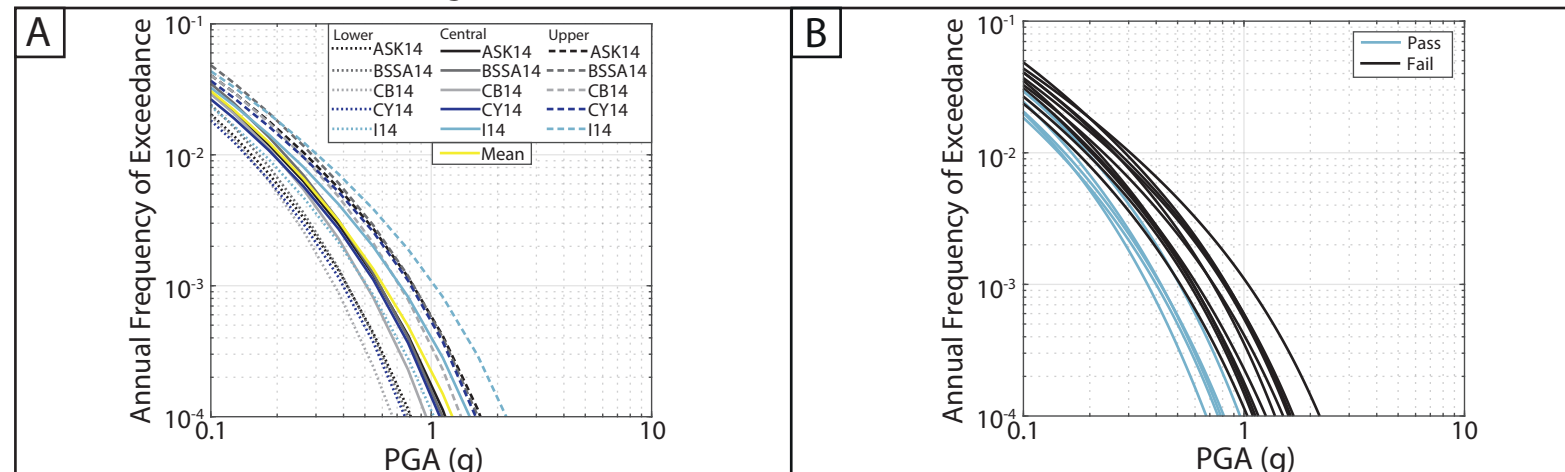 A
Annual Frequency of Exceedance
10-1
10-2
10-3
10-4
0.1
1
10
PGA (g)
Lower Central Upper
ASK14 ASK14 ASK14
BSSA14 BSSA14 BSSA14
CB14 CB14 CB14
CY14 CY14 CY14
I14 I14 I14
Mean
B
Annual Frequency of Exceedance
10-1
10-2
10-3
10-4
0.1
1
10
PGA (g)
Pass
Fail